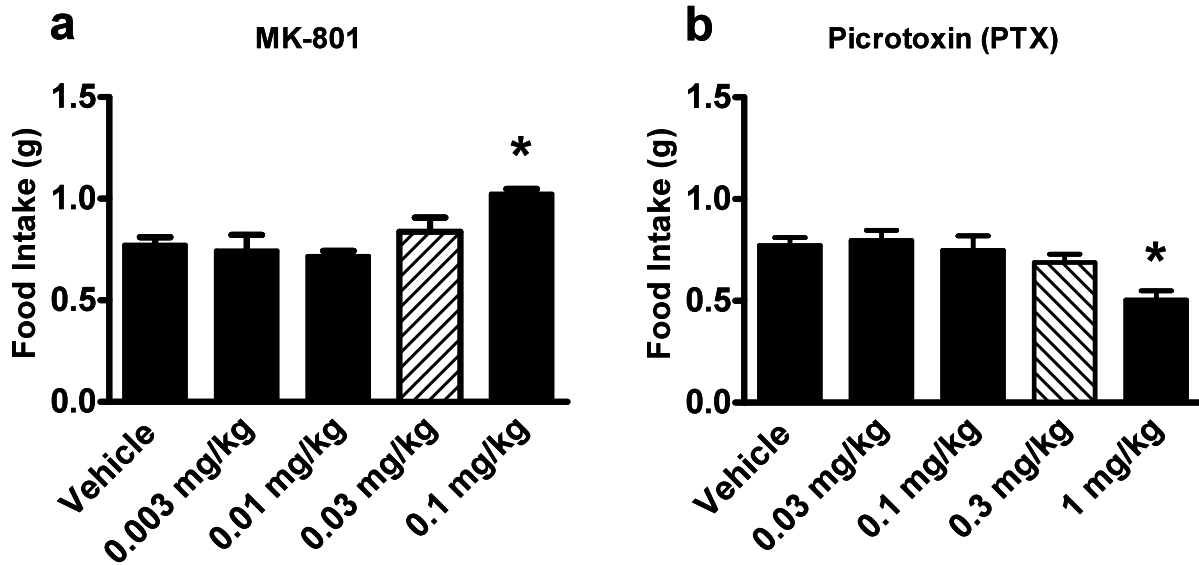 a
MK-801
Food Intake (g)
1.5
1.0
0.5
0.0
*
Vehicle
0.003 mg/kg
0.01 mg/kg
0.03 mg/kg
0.1 mg/kg
b
Picrotoxin (PTX)
Food Intake (g)
1.5
1.0
0.5
0.0
*
Vehicle
0.03 mg/kg
0.1 mg/kg
0.3 mg/kg
1 mg/kg